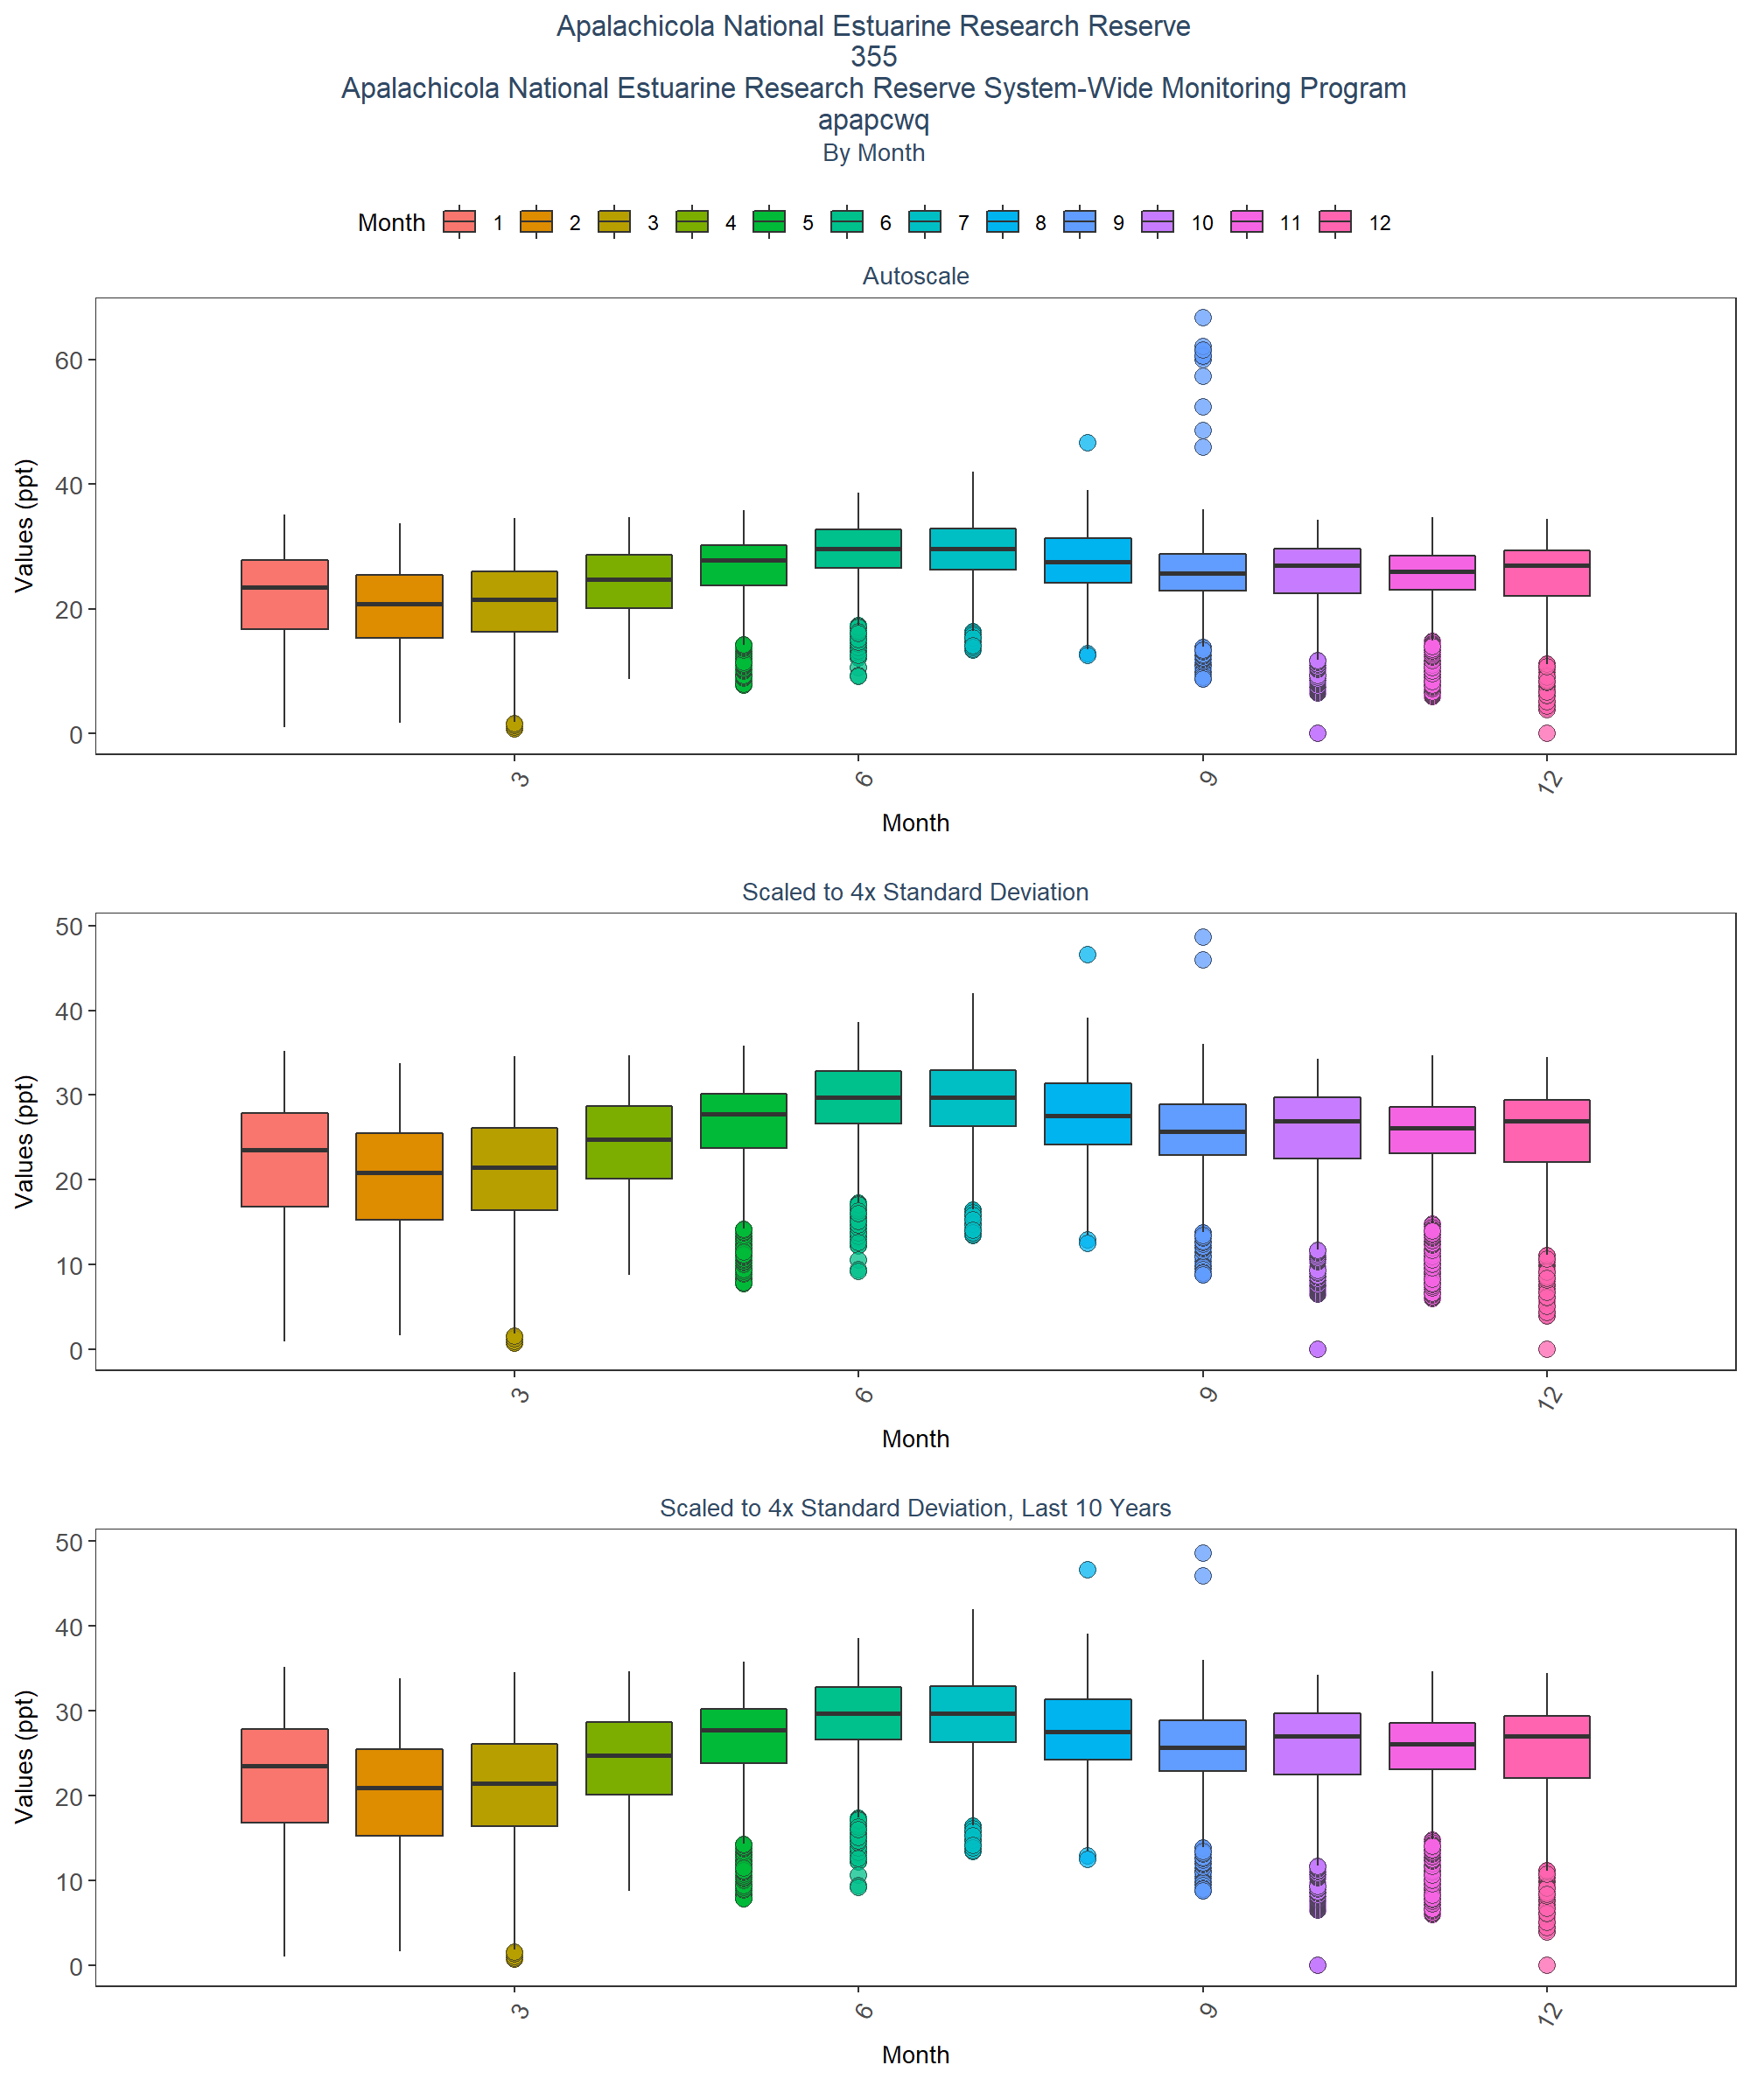 Apalachicola National Estuarine Research Reserve
355
Apalachicola National Estuarine Research Reserve System-Wide Monitoring Program
apapcwq
By Month
Month 1 2 3 4 5 6 7 8 9 10 11 12
Autoscale
Values (ppt)
60
40
20
0
3 6 9 12
Month
Scaled to 4x Standard Deviation
Values (ppt)
50
40
30
20
10
0
3 6 9 12
Month
Scaled to 4x Standard Deviation, Last 10 Years
Values (ppt)
50
40
30
20
10
0
3 6 9 12
Month